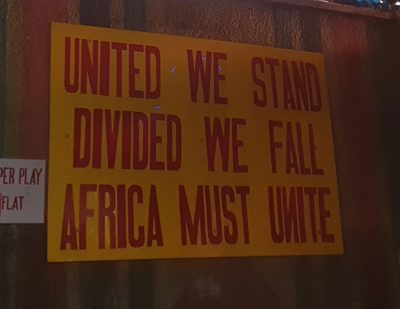 UNITED WE STAND
DIVIDED WE FALL
AFRICA MUST UNITE
PER PLAY
FLAT